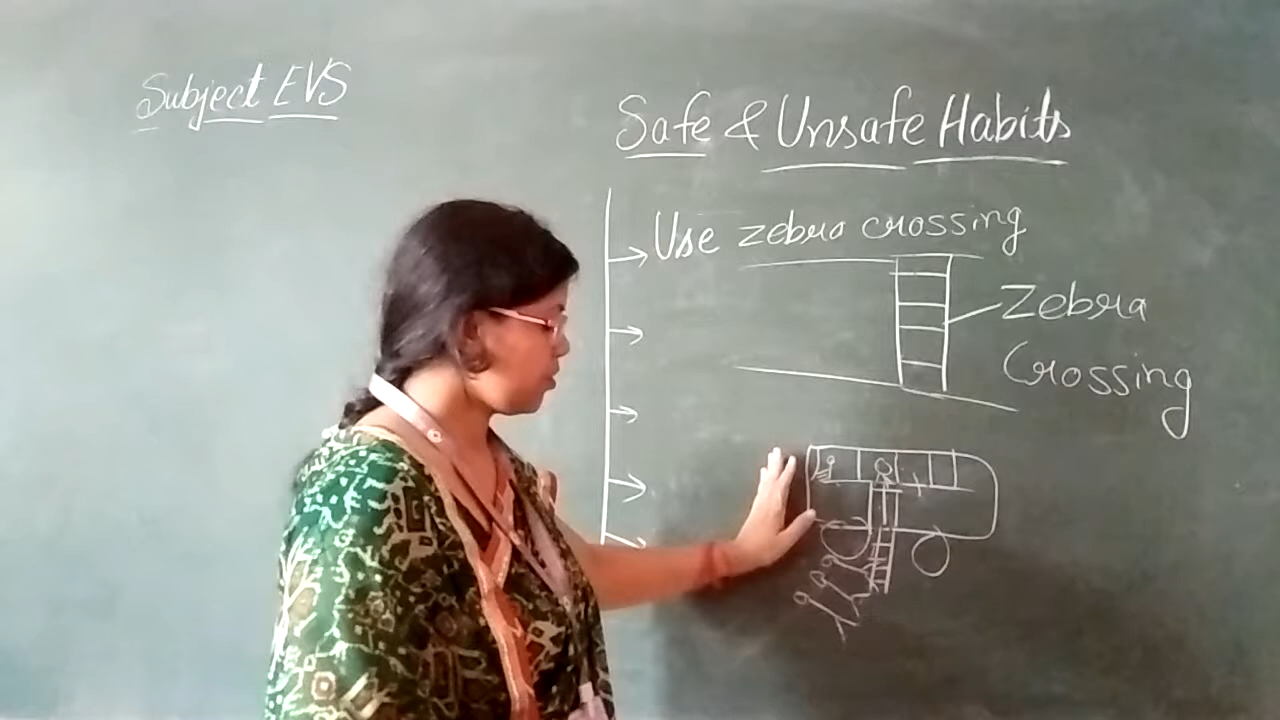 Subject EVS
Safe & Unsafe Habits
Use zebra crossing
Zebra
Crossing